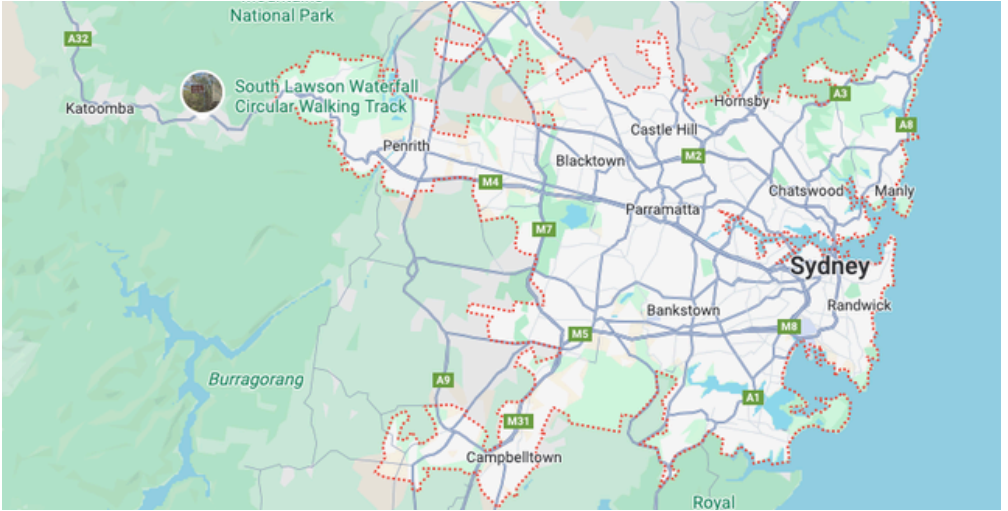 National Park
A32
South Lawson Waterfall
Circular Walking Track
Katoomba
Hornsby
A3
Castle Hill
A8
Penrith
Blacktown
M2
M4
Chatswood
Manly
Parramatta
M7
Sydney
Randwick
Bankstown
M5
M8
Burragorang
A9
A1
M31
Campbelltown
Royal